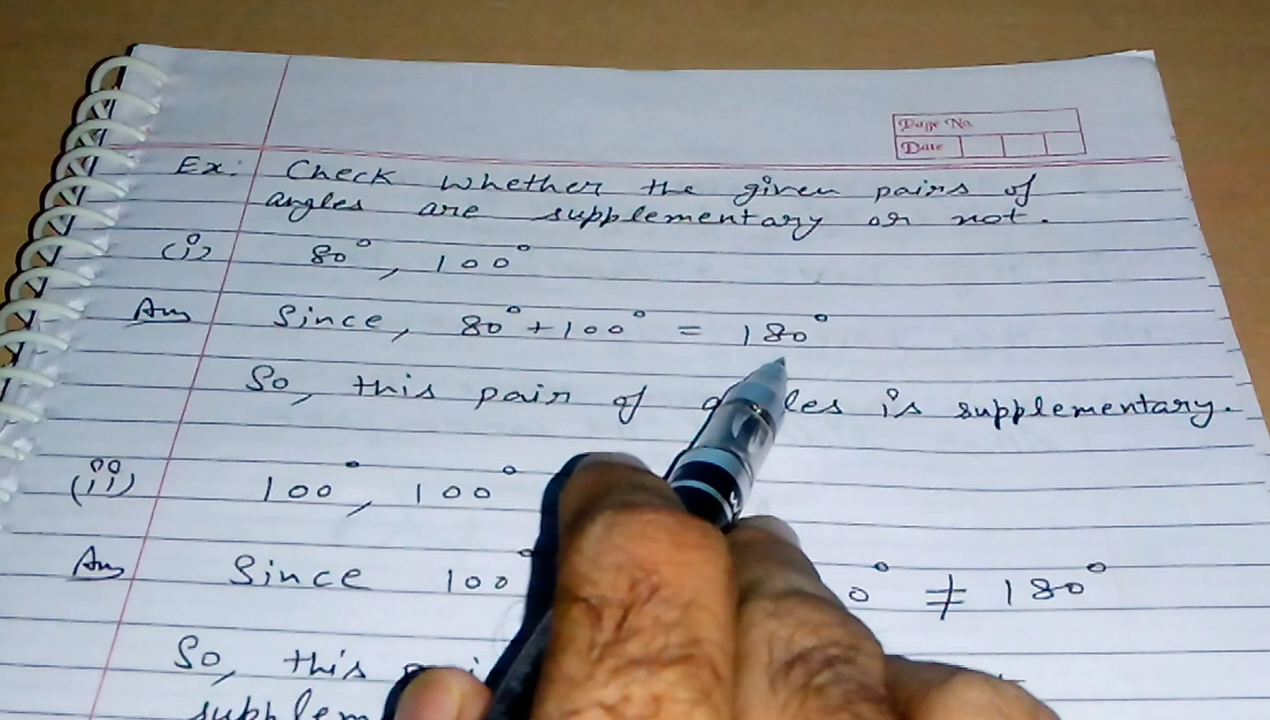 Page No.
Date
Ex: Check whether the given pairs of
angles are supplementary or not.
(i) 80°, 100°
Ans Since, 80° + 100° = 180°
So, this pair of les is supplementary.
(ii) 100°, 100°
Ans Since 100° 0° ≠ 180°
So, this
supplem